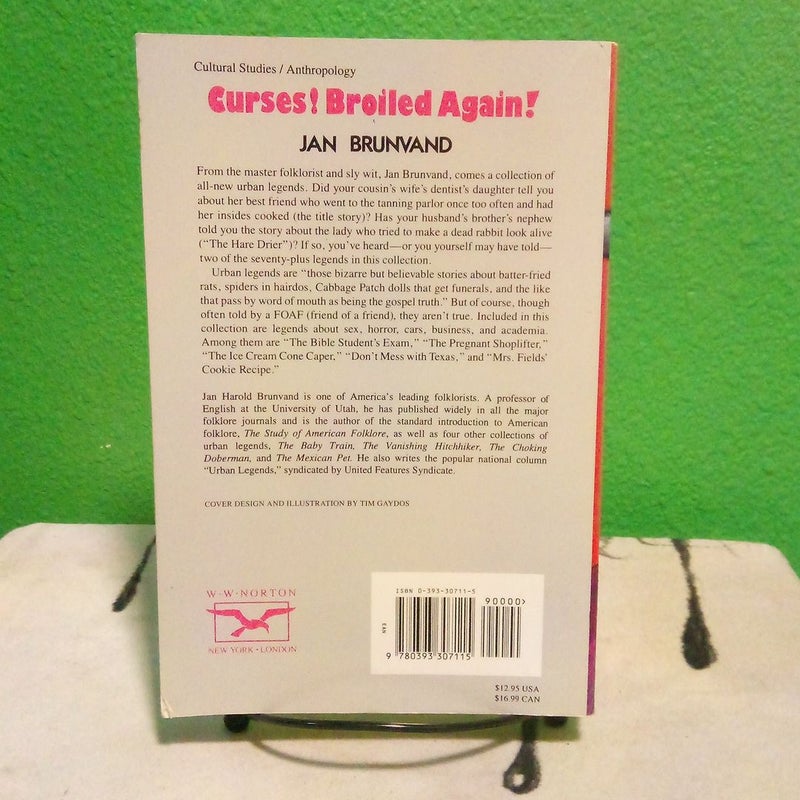 Cultural Studies / Anthropology
Curses! Broiled Again!
JAN BRUNVAND
From the master folklorist and sly wit, Jan Brunvand, comes a collection of
all-new urban legends. Did your cousin's wife's dentist's daughter tell you
about her best friend who went to the tanning parlor once too often and had
her insides cooked (the title story)? Has your husband's brother's nephew
told you the story about the lady who tried to make a dead rabbit look alive
("The Hare Drier")? If so, you've heard—or you yourself may have told—
two of the seventy-plus legends in this collection.
Urban legends are "those bizarre but believable stories about batter-fried
rats, spiders in hairdos, Cabbage Patch dolls that get funerals, and the like
that pass by word of mouth as being the gospel truth." But of course, though
often told by a FOAF (friend of a friend), they aren't true. Included in this
collection are legends about sex, horror, cars, business, and academia.
Among them are "The Bible Student's Exam," "The Pregnant Shoplifter,"
"The Ice Cream Cone Caper," "Don't Mess with Texas," and "Mrs. Fields'
Cookie Recipe."
Jan Harold Brunvand is one of America's leading folklorists. A professor of
English at the University of Utah, he has published widely in all the major
folklore journals and is the author of the standard introduction to American
folklore, The Study of American Folklore, as well as four other collections of
urban legends, The Baby Train, The Vanishing Hitchhiker, The Choking
Doberman, and The Mexican Pet. He also writes the popular national column
"Urban Legends," syndicated by United Features Syndicate.
COVER DESIGN AND ILLUSTRATION BY TIM GAYDOS
W·W·NORTON
NEW YORK · LONDON
ISBN 0-393-30711-5
90000>
EAN
9 780393 307115
$12.95 USA
$16.99 CAN